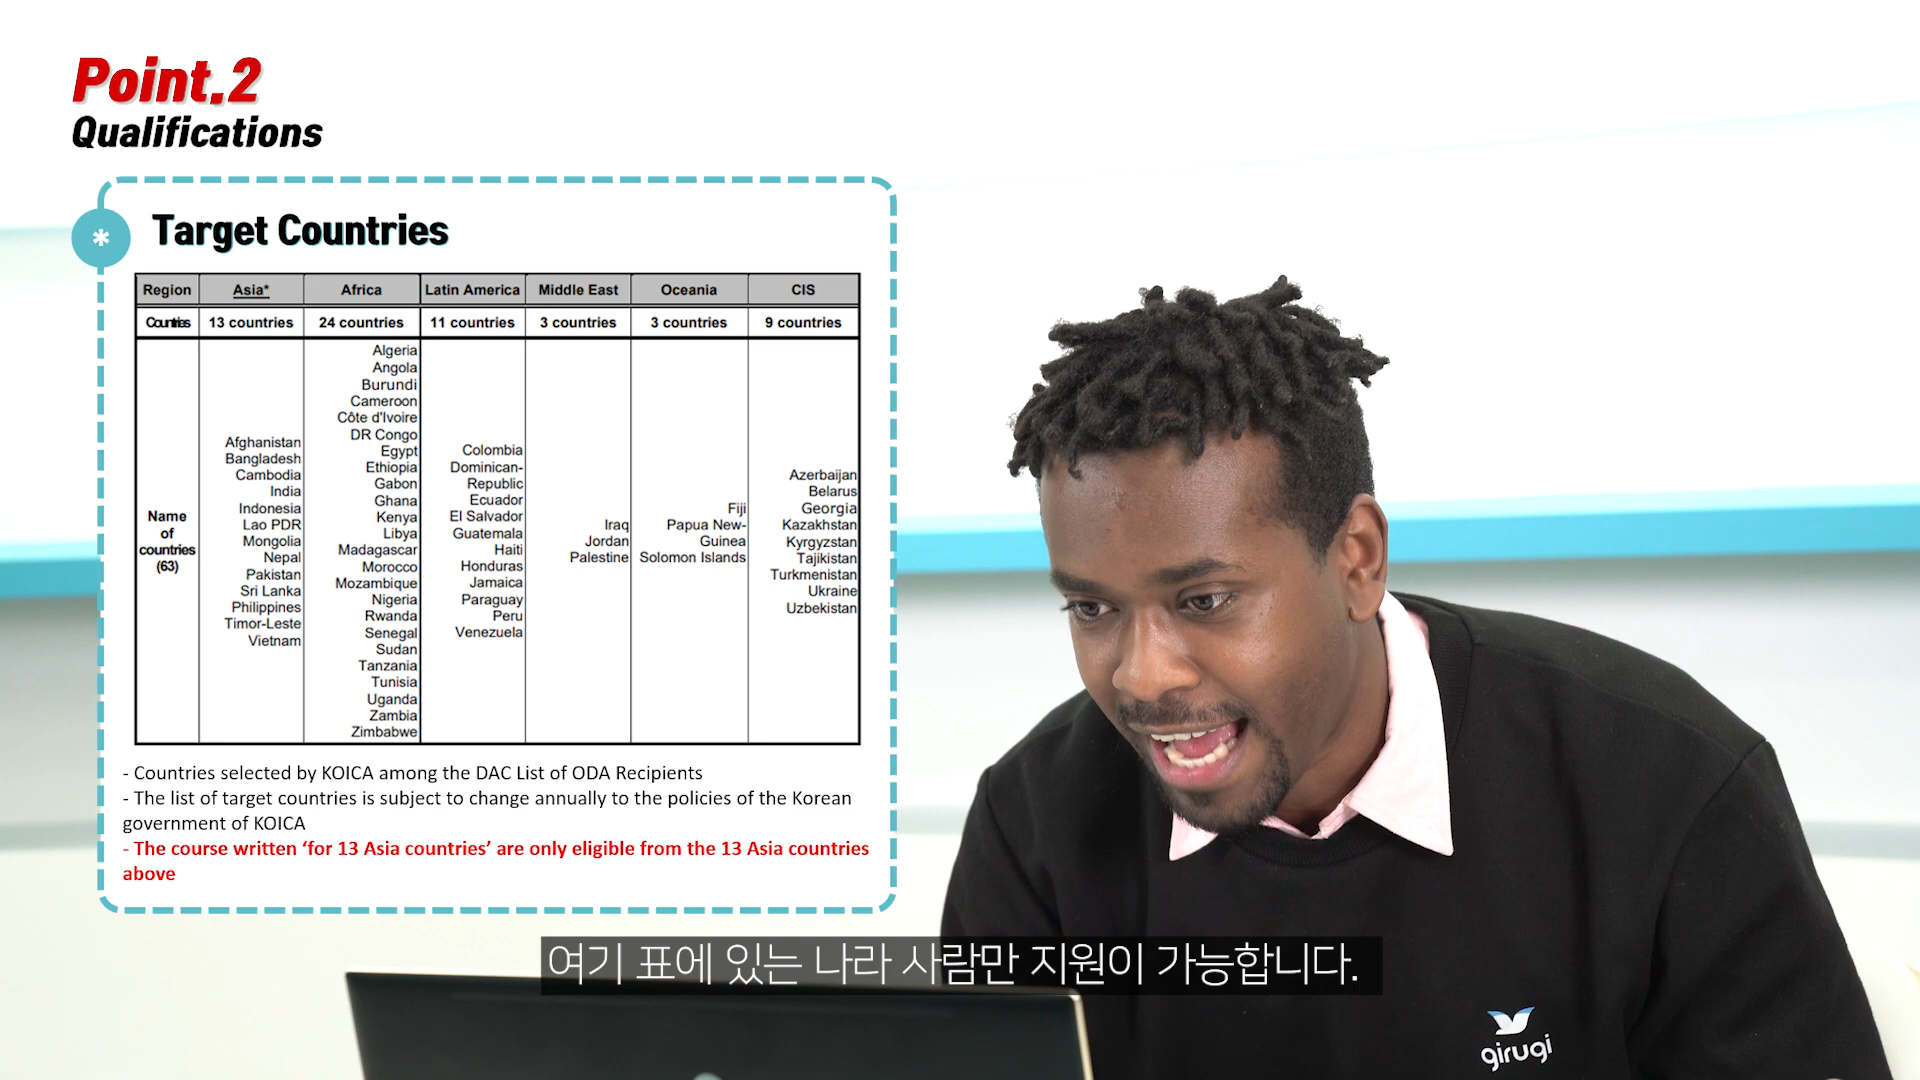 Point.2
Qualifications
*
Target Countries
Region Asia* Africa Latin America Middle East Oceania CIS
Countries 13 countries 24 countries 11 countries 3 countries 3 countries 9 countries
Name
of
countries
(63)
Afghanistan
Bangladesh
Cambodia
India
Indonesia
Lao PDR
Mongolia
Nepal
Pakistan
Sri Lanka
Philippines
Timor-Leste
Vietnam
Algeria
Angola
Burundi
Cameroon
Côte d'Ivoire
DR Congo
Egypt
Ethiopia
Gabon
Ghana
Kenya
Libya
Madagascar
Morocco
Mozambique
Nigeria
Rwanda
Senegal
Sudan
Tanzania
Tunisia
Uganda
Zambia
Zimbabwe
Colombia
Dominican-
Republic
Ecuador
El Salvador
Guatemala
Haiti
Honduras
Jamaica
Paraguay
Peru
Venezuela
Iraq
Jordan
Palestine
Fiji
Papua New-
Guinea
Solomon Islands
Azerbaijan
Belarus
Georgia
Kazakhstan
Kyrgyzstan
Tajikistan
Turkmenistan
Ukraine
Uzbekistan
- Countries selected by KOICA among the DAC List of ODA Recipients
- The list of target countries is subject to change annually to the policies of the Korean
government of KOICA
- The course written ‘for 13 Asia countries’ are only eligible from the 13 Asia countries
above
여기 표에 있는 나라 사람만 지원이 가능합니다.
girugi